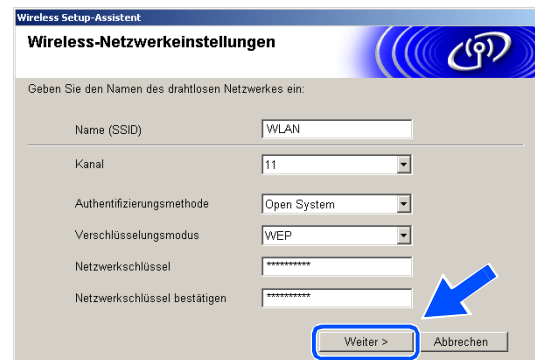 Wireless Setup-Assistent
Wireless-Netzwerkeinstellungen
Geben Sie den Namen des drahtlosen Netzwerkes ein:
Name (SSID) WLAN
Kanal 11
Authentifizierungsmethode Open System
Verschlüsselungsmodus WEP
Netzwerkschlüssel **********
Netzwerkschlüssel bestätigen **********
Weiter > Abbrechen